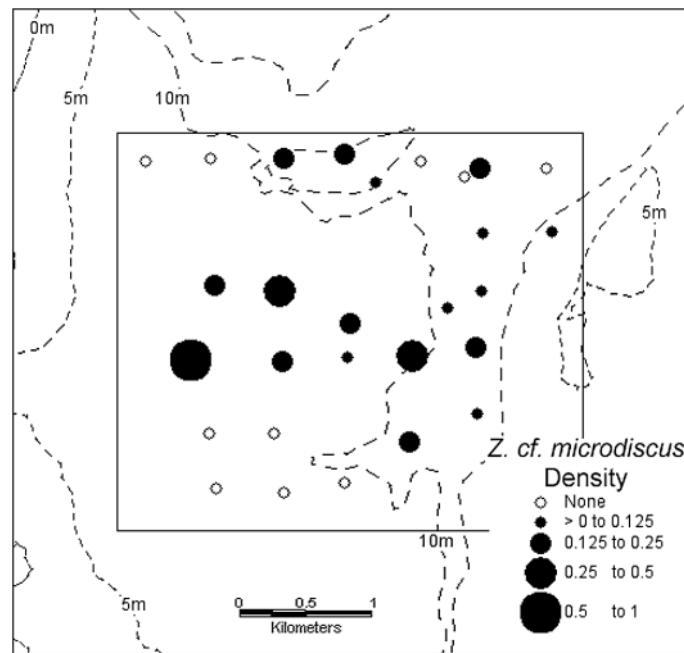 0m
5m
10m
5m
Z. cf. microdiscus
Density
None
> 0 to 0.125
0.125 to 0.25
0.25 to 0.5
0.5 to 1
10m
5m
0 0.5 1
Kilometers